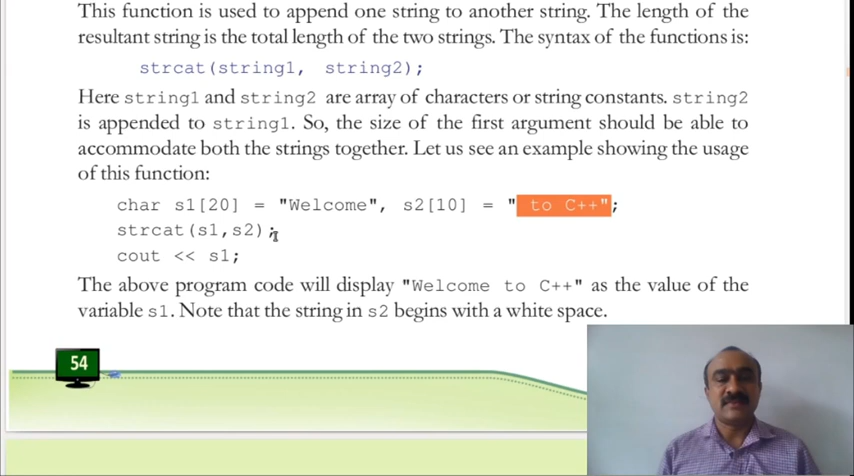 This function is used to append one string to another string. The length of the
resultant string is the total length of the two strings. The syntax of the functions is:
strcat(string1, string2);
Here string1 and string2 are array of characters or string constants. string2
is appended to string1. So, the size of the first argument should be able to
accommodate both the strings together. Let us see an example showing the usage
of this function:
char s1[20] = "Welcome", s2[10] = " to C++";
strcat(s1,s2);
cout << s1;
The above program code will display "Welcome to C++" as the value of the
variable s1. Note that the string in s2 begins with a white space.
54